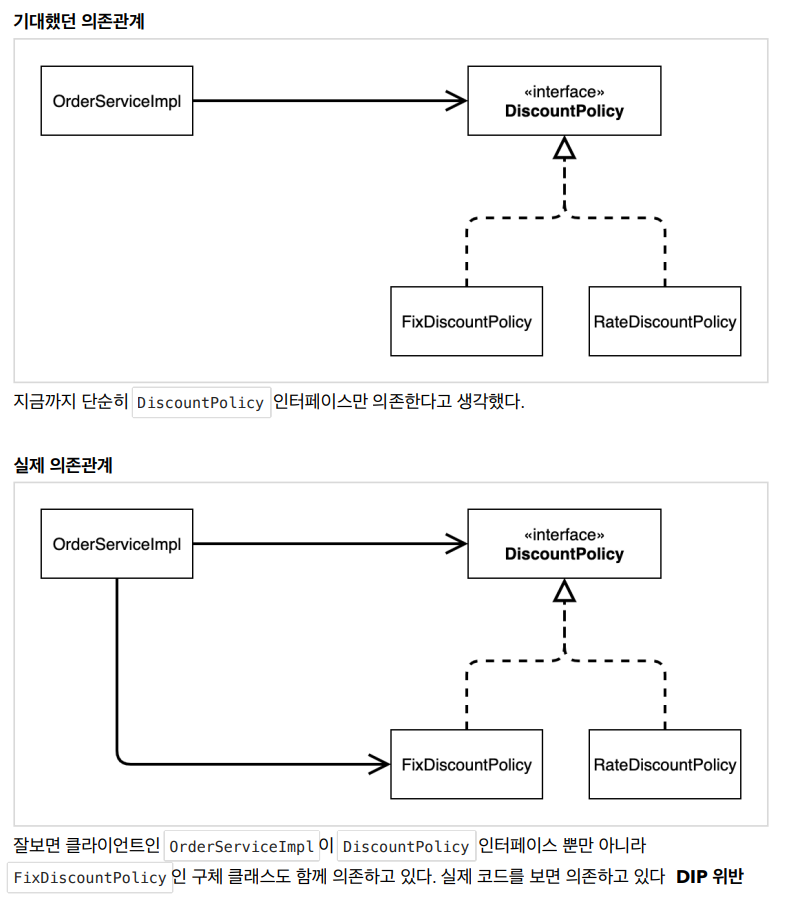 기대했던 의존관계
OrderServiceImpl
«interface»
DiscountPolicy
FixDiscountPolicy
RateDiscountPolicy
지금까지 단순히 DiscountPolicy 인터페이스만 의존한다고 생각했다.
실제 의존관계
OrderServiceImpl
«interface»
DiscountPolicy
FixDiscountPolicy
RateDiscountPolicy
잘보면 클라이언트인 OrderServiceImpl 이 DiscountPolicy 인터페이스 뿐만 아니라
FixDiscountPolicy 인 구체 클래스도 함께 의존하고 있다. 실제 코드를 보면 의존하고 있다 DIP 위반